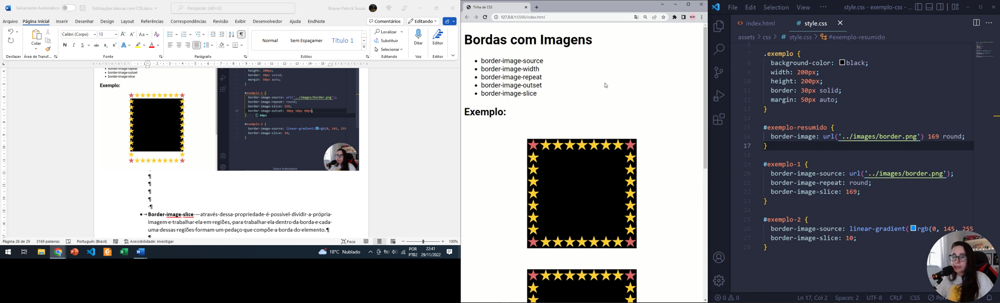 Salvamento Automático
Estilizações básicas com CSS.docx
Pesquisar (Alt+G)
Brayan Petrick Souza
Arquivo Página Inicial Inserir Desenhar Design Layout Referências Correspondências Revisão Exibir Desenvolvedor Ajuda EndNote
Comentários Editando
Colar
Calibri (Corpo) 13
Normal Sem Espaçamer Título 1
Localizar
Substituir
Selecionar
Ditar
Editor
Desfazer Área de Transf... Fonte Parágrafo Estilos Editando Voz Editor
border-image-repeat
border-image-outset
border-image-slice
Exemplo:
height: 200px;
border: 30px solid;
margin: 50px auto;
}
#exemplo-1 {
border-image-source: url('../images/border.png');
border-image-repeat: round;
border-image-slice: 169;
19 border-image-outset: 30px 10px 60px;
} 60px
#exemplo-2 {
border-image-source: linear-gradient(rgb(0, 145, 255
border-image-slice: 10;
}
Select Indentation
¶
¶
¶
¶
·¶
•→Border-image-slice·–·através·dessa·propriedade·é·possível·dividir·a·própria·
imagem·e·trabalhar·ela·em·regiões,·para·trabalhar·ela·dentro·da·borda·e·cada·
uma·dessas·regiões·formam·um·pedaço·que·compõe·a·borda·do·elemento.¶
¶
Página 26 de 29 3169 palavras Português (Brasil) Acessibilidade: investigar Foco 100%
18°C Nublado
POR
PTB2
22:41
29/11/2022
Trilha de CSS
127.0.0.1:5500/index.html
Bordas com Imagens
• border-image-source
• border-image-width
• border-image-repeat
• border-image-outset
• border-image-slice
Exemplo:
File Edit Selection View ··· style.css - exemplo-css - ...
index.html # style.css
assets > css > # style.css > #exemplo-resumido
6
7 .exemplo {
8 background-color: black;
9 width: 200px;
10 height: 200px;
11 border: 30px solid;
12 margin: 50px auto;
13 }
14
15 #exemplo-resumido {
16 border-image: url('../images/border.png') 169 round;
17 }
18
19 #exemplo-1 {
20 border-image-source: url('../images/border.png');
21 border-image-repeat: round;
22 border-image-slice: 169;
23 }
24
25 #exemplo-2 {
26 border-image-source: linear-gradient(rgb(0, 145, 255
27 border-image-slice: 10;
28 }
0 0 Ln 17, Col 2 Spaces: 2 UTF-8 CRLF CSS